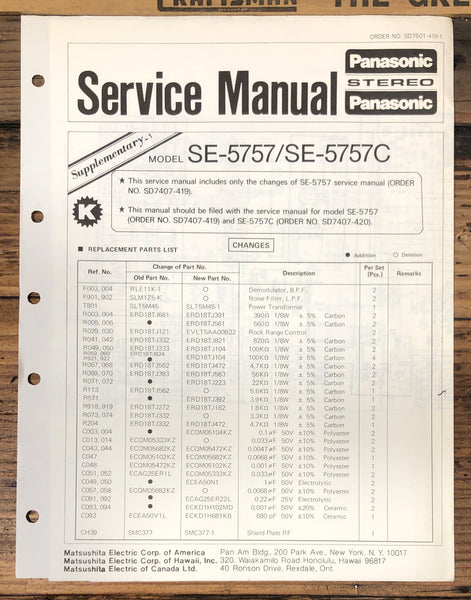 CRAFTSMAN THE GRE
ORDER NO. SD7501-419-1
Service Manual
Panasonic
STEREO
Panasonic
Supplementary-1
MODEL SE-5757/SE-5757C
★ This service manual includes only the changes of SE-5757 service manual (ORDER
NO. SD7407-419).
★ This manual should be filed with the service manual for model SE-5757
(ORDER NO. SD7407-419) and SE-5757C (ORDER NO. SD7407-420).
K
CHANGES
■ REPLACEMENT PARTS LIST
● Addition ○ Deletion
Ref. No. Change of Part No. Description Per Set (Pcs.) Remarks
Old Part No. New Part No.
F003, 004 RLE11K-1 ○ Demodulator, B.P.F. 2
F901, 902 SLM1Z5-K ○ Noise Filter, L.P.F. 2
T801 SLT5M45 SLT5M45-1 Power Transformer 1
R003, 004 ERD18TJ681 ERD18TJ391 390Ω 1/8W ± 5% Carbon 2
R005, 006 ● ERD18TJ561 560Ω 1/8W ± 5% Carbon 2
R029, 030 ERD18TJ121 EVLT5AA00B22 Rock Range Control 2
R041, 042 ERD18TJ332 ERD18TJ821 820Ω 1/8W ± 5% Carbon 2
R049, 050 ERD18TJ333 ERD18TJ104 100KΩ 1/8W ± 5% Carbon 2
R059, 060 ERD18TJ824
R921, 922 ● ERD18TJ104 100KΩ 1/8W ± 5% Carbon 2
R067, 068 ERD18TJ562 ERD18TJ472 4.7KΩ 1/8W ± 5% Carbon 2
R069, 070 ERD18TJ393 ERD18TJ563 56KΩ 1/8W ± 5% Carbon 2
R071, 072 ● ERD18TJ223 22KΩ 1/8W ± 5% Carbon 2
R113 ERD18TJ562 ○ 5.6KΩ 1/8W ± 5% Carbon 1
R571 ● ERD18TJ392 3.9KΩ 1/8W ± 5% Carbon 1
R918, 919 ERD18TJ272 ERD18TJ182 1.8KΩ 1/8W ± 5% Carbon 2
R073, 074 ERD18TJ332 ○ 3.3KΩ 1/8W ± 5% Carbon 2
R204 ERD18TJ472 ○ 4.7KΩ 1/8W ± 5% Carbon 1
C003, 004 ● ECQM05104KZ 0.1μF 50V ±10% Polyester 2
C013, 014 ECQM05333KZ ○ 0.033μF 50V ±10% Polyester 2
C043, 044 ECQM05682KZ ECQM05472KZ 0.0047μF 50V ±10% Polyester 2
C047 ECQM05102KZ ECQM05682KZ 0.0068μF 50V ±10% Polyester 1
C048 ECQM05472KZ ECQM05102KZ 0.001μF 50V ±10% Polyester 1
C051, 052 ECAG25ER1L ECQM05333KZ 0.033μF 50V ±10% Polyester 2
C049, 050 ● ECEA50N1 1μF 50V Electrolytic 2
C057, 058 ECQM05682KZ ○ 0.0068μF 50V ±10% Polyester 2
C091, 092 ● ECAG25ER22L 0.22μF 25V Electrolytic 2
C093, 094 ● ECKD1H102MD 0.001μF 50V ±20% Ceramic 2
C093 ECEA50V1L ECKD1H681KB 680pF 50V ±10% Ceramic 1
CH39 SMC377 SMC377-1 Shield Plate RF 1
Matsushita Electric Corp. of America Pan Am Bldg., 200 Park Ave., New York, N.Y. 10017
Matsushita Electric Corp. of Hawaii, Inc. 320, Waiakamilo Road Honolulu, Hawaii 96817
Matsushita Electric of Canada Ltd. 40 Ronson Drive, Rexdale, Ont.